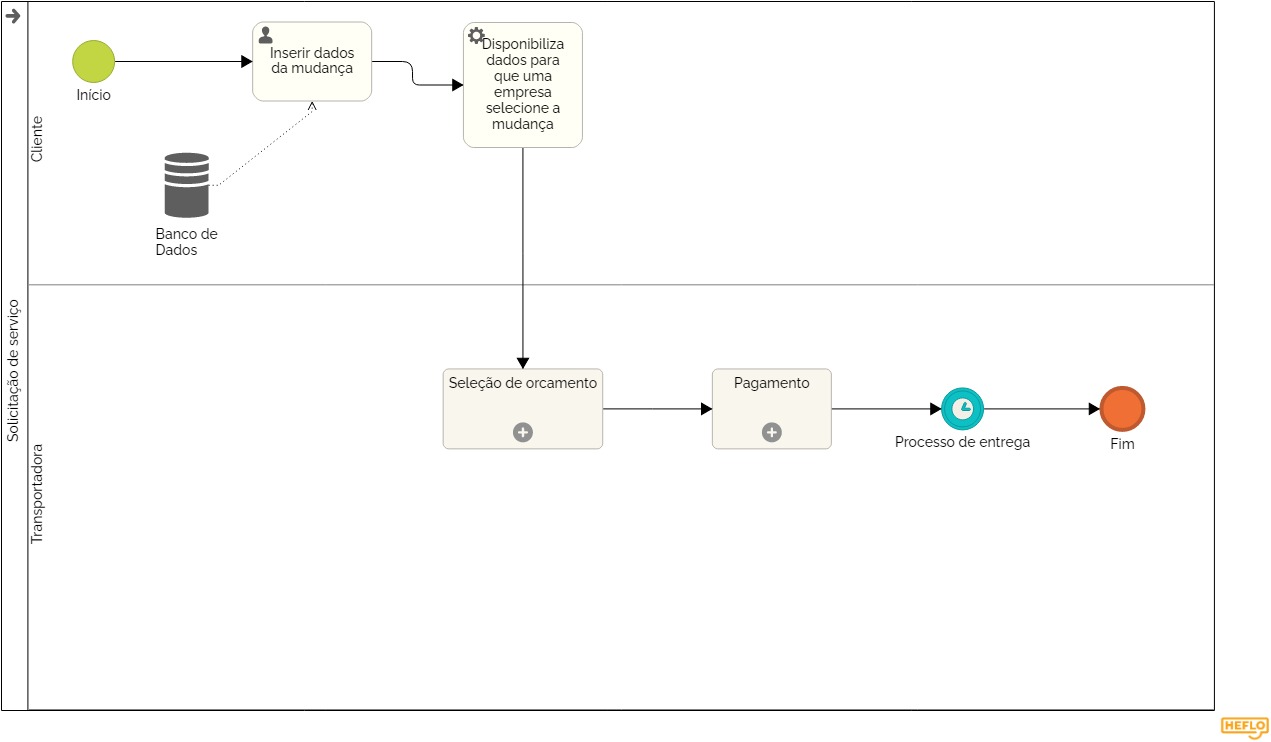 Solicitação de serviço
Cliente
Início
Inserir dados
da mudança
Disponibiliza
dados para
que uma
empresa
selecione a
mudança
Banco de
Dados
Transportadora
Seleção de orcamento
Pagamento
Processo de entrega
Fim
HEFLO